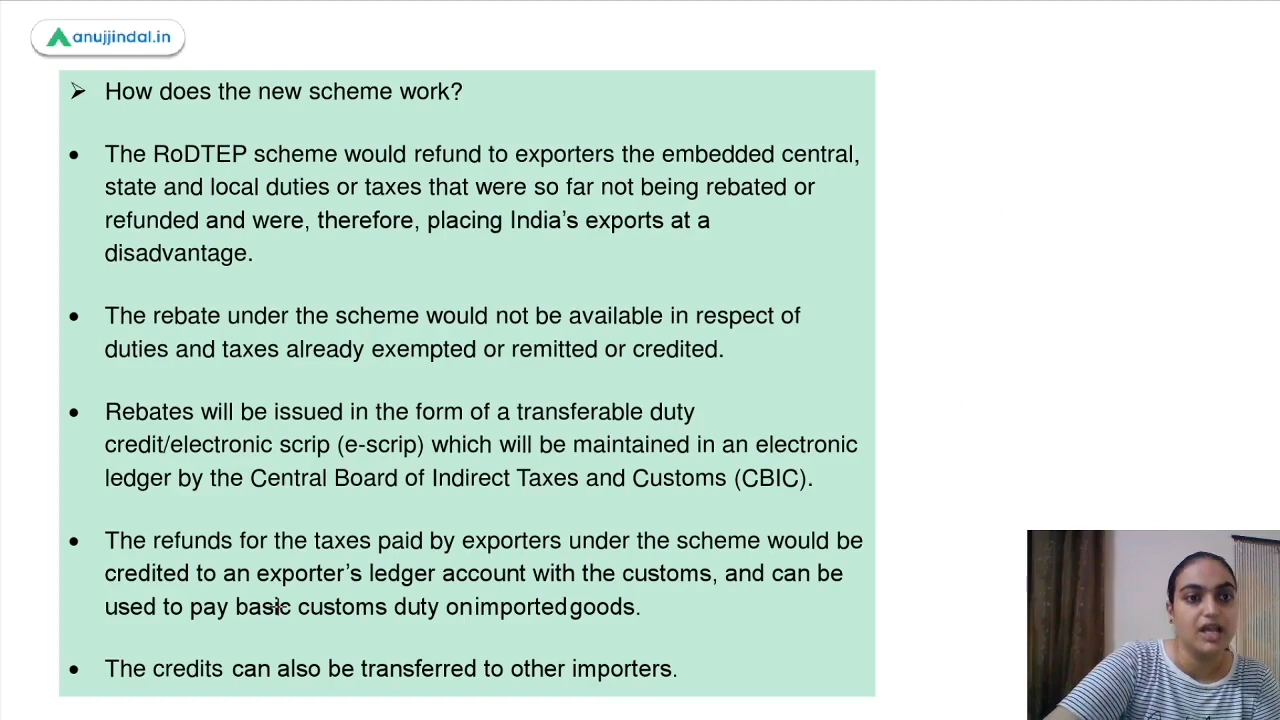 anujjindal.in
➢ How does the new scheme work?
• The RoDTEP scheme would refund to exporters the embedded central,
state and local duties or taxes that were so far not being rebated or
refunded and were, therefore, placing India’s exports at a
disadvantage.
• The rebate under the scheme would not be available in respect of
duties and taxes already exempted or remitted or credited.
• Rebates will be issued in the form of a transferable duty
credit/electronic scrip (e-scrip) which will be maintained in an electronic
ledger by the Central Board of Indirect Taxes and Customs (CBIC).
• The refunds for the taxes paid by exporters under the scheme would be
credited to an exporter’s ledger account with the customs, and can be
used to pay basic customs duty on imported goods.
• The credits can also be transferred to other importers.